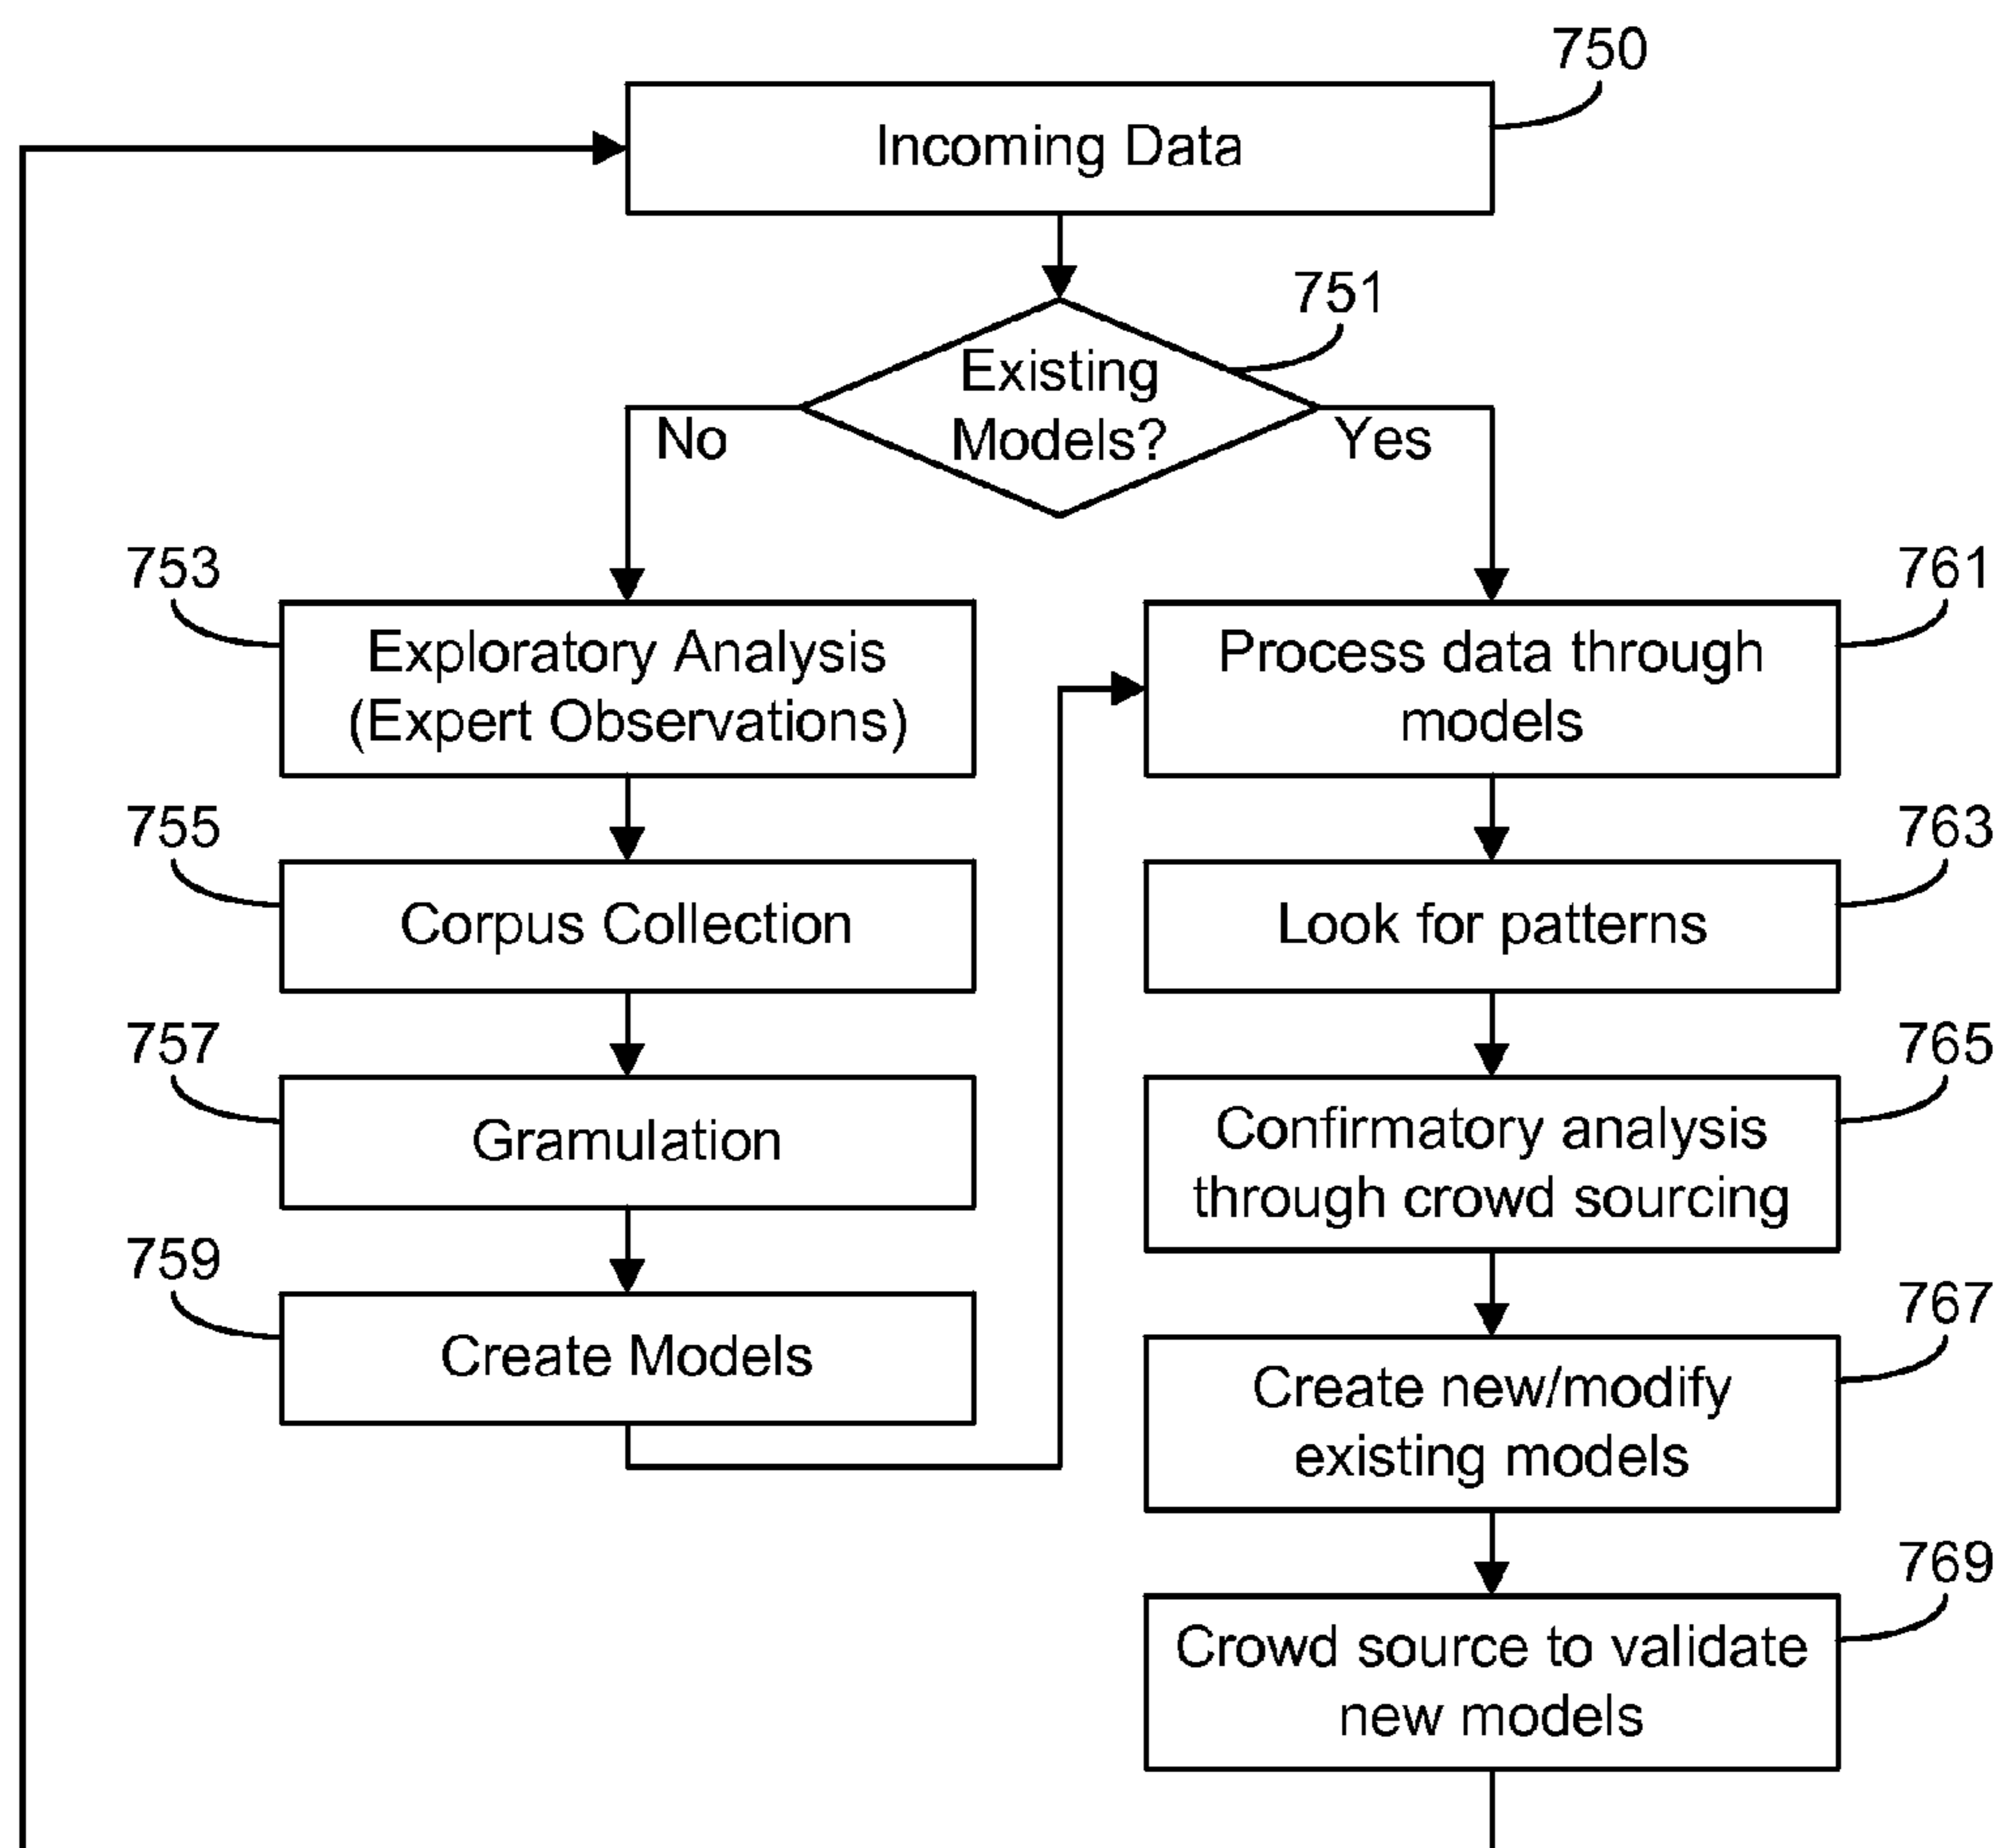 750
Incoming Data
751
Existing
Models?
No
Yes
753
Exploratory Analysis
(Expert Observations)
755
Corpus Collection
757
Gramulation
759
Create Models
761
Process data through
models
763
Look for patterns
765
Confirmatory analysis
through crowd sourcing
767
Create new/modify
existing models
769
Crowd source to validate
new models